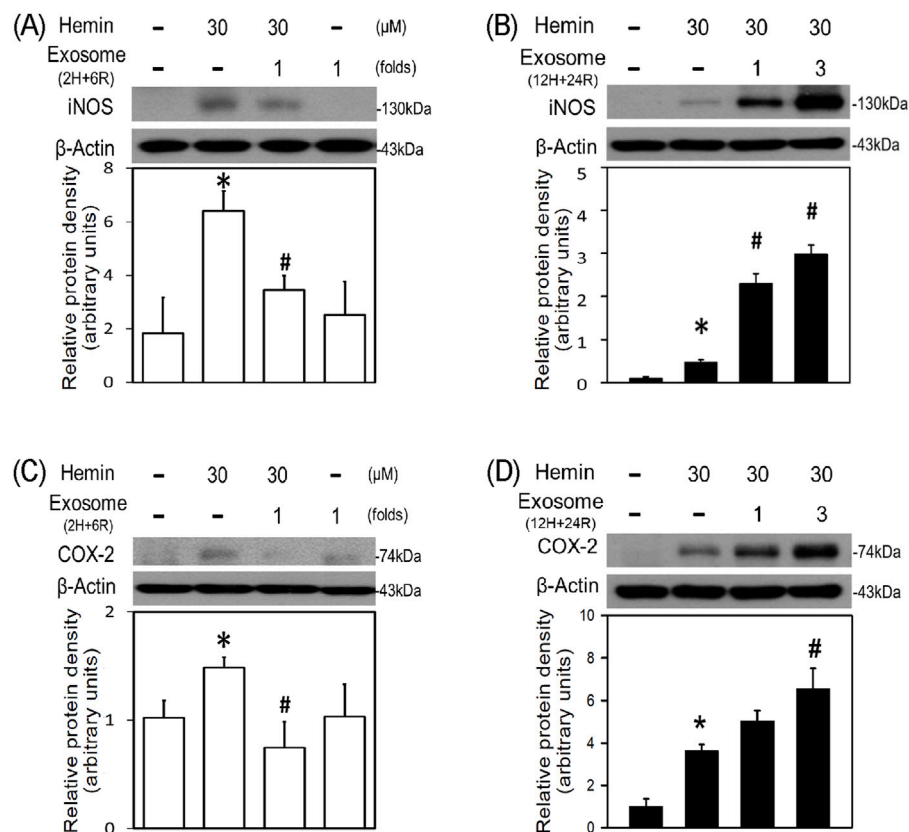 (A) Hemin - 30 30 - (μM)
Exosome
(2H+6R) - - 1 1 (folds)
iNOS -130kDa
β-Actin -43kDa
Relative protein density
(arbitrary units)
8
6
4
2
0
*
#
(B) Hemin - 30 30 30
Exosome
(12H+24R) - - 1 3
iNOS -130kDa
β-Actin -43kDa
Relative protein density
(arbitrary units)
5
4
3
2
1
0
*
#
#
(C) Hemin - 30 30 - (μM)
Exosome
(2H+6R) - - 1 1 (folds)
COX-2 -74kDa
β-Actin -43kDa
Relative protein density
(arbitrary units)
2
1
0
*
#
(D) Hemin - 30 30 30
Exosome
(12H+24R) - - 1 3
COX-2 -74kDa
β-Actin -43kDa
Relative protein density
(arbitrary units)
10
8
6
4
2
0
*
#